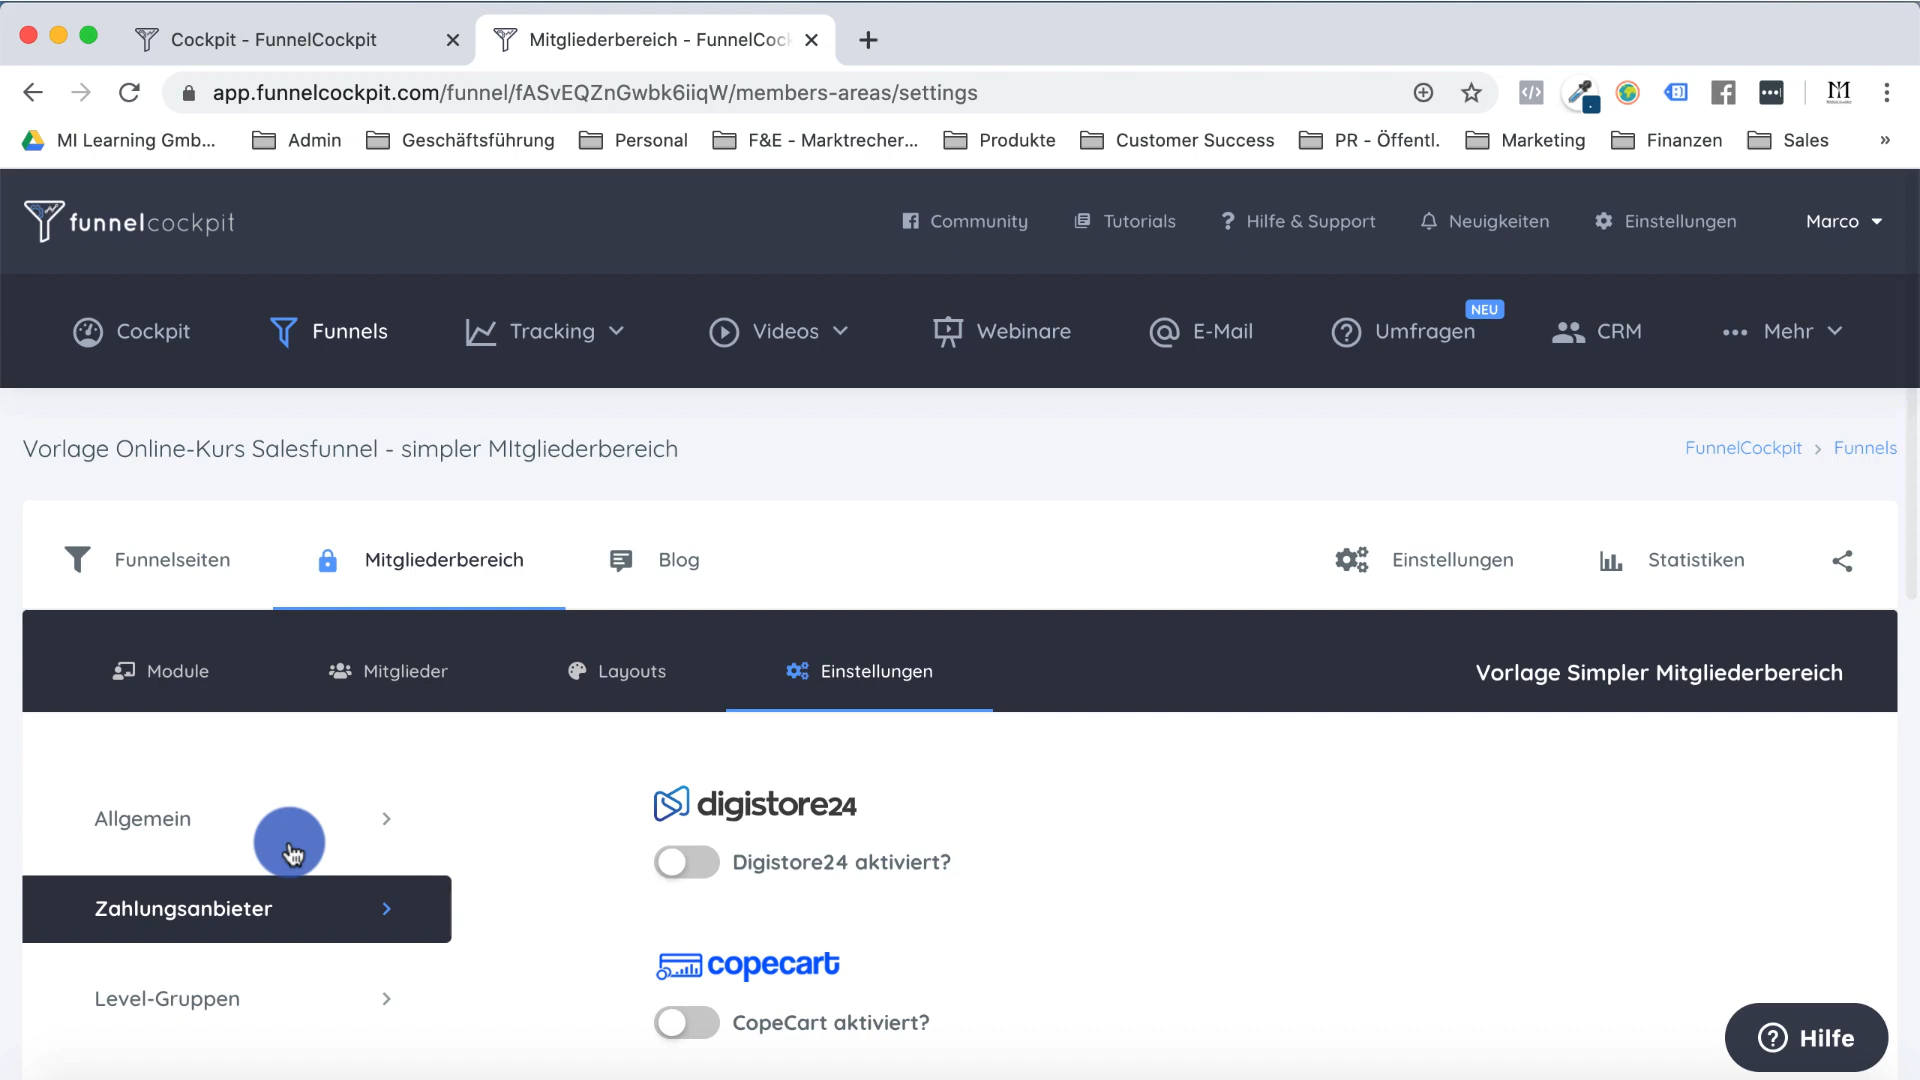 Cockpit - FunnelCockpit
Mitgliederbereich - FunnelCock
app.funnelcockpit.com/funnel/fASvEQZnGwbk6iiqW/members-areas/settings
MI Learning Gmb...
Admin
Geschäftsführung
Personal
F&E - Marktrecher...
Produkte
Customer Success
PR - Öffentl.
Marketing
Finanzen
Sales
»
funnelcockpit
Community
Tutorials
Hilfe & Support
Neuigkeiten
Einstellungen
Marco
Cockpit
Funnels
Tracking
Videos
Webinare
E-Mail
Umfragen
NEU
CRM
Mehr
Vorlage Online-Kurs Salesfunnel - simpler MItgliederbereich
FunnelCockpit > Funnels
Funnelseiten
Mitgliederbereich
Blog
Einstellungen
Statistiken
Module
Mitglieder
Layouts
Einstellungen
Vorlage Simpler Mitgliederbereich
Allgemein
Zahlungsanbieter
Level-Gruppen
digistore24
Digistore24 aktiviert?
copecart
CopeCart aktiviert?
Hilfe